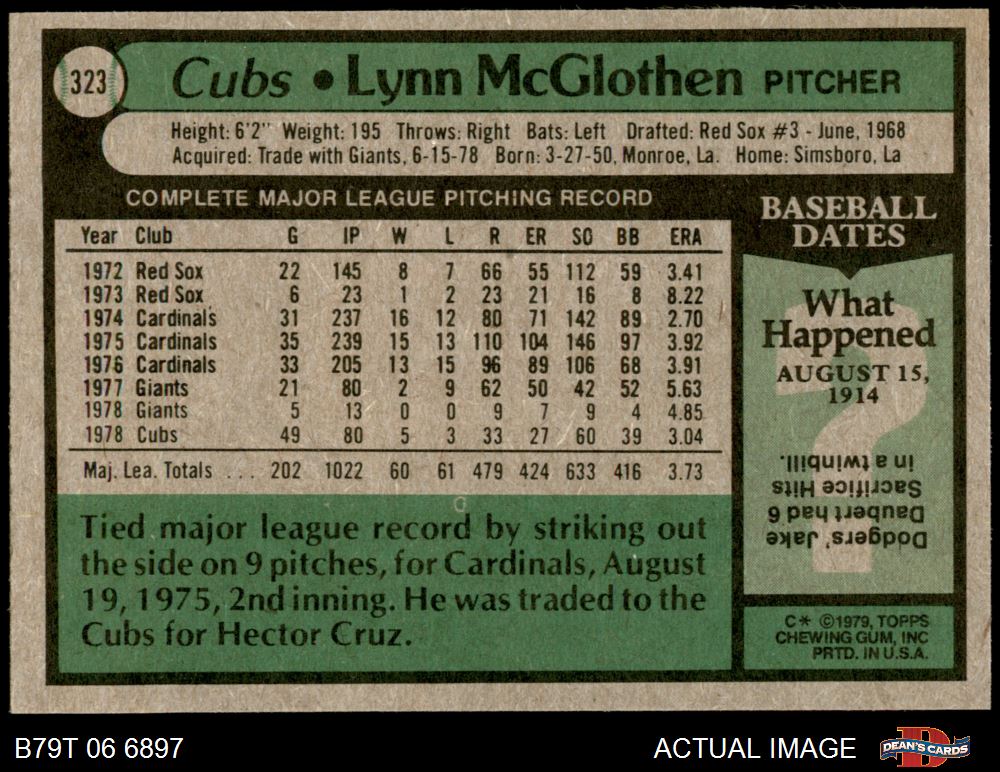 323
Cubs • Lynn McGlothen PITCHER
Height: 6'2" Weight: 195 Throws: Right Bats: Left Drafted: Red Sox #3 - June, 1968
Acquired: Trade with Giants, 6-15-78 Born: 3-27-50, Monroe, La. Home: Simsboro, La
COMPLETE MAJOR LEAGUE PITCHING RECORD
Year Club G IP W L R ER SO BB ERA
1972 Red Sox 22 145 8 7 66 55 112 59 3.41
1973 Red Sox 6 23 1 2 23 21 16 8 8.22
1974 Cardinals 31 237 16 12 80 71 142 89 2.70
1975 Cardinals 35 239 15 13 110 104 146 97 3.92
1976 Cardinals 33 205 13 15 96 89 106 68 3.91
1977 Giants 21 80 2 9 62 50 42 52 5.63
1978 Giants 5 13 0 0 9 7 9 4 4.85
1978 Cubs 49 80 5 3 33 27 60 39 3.04
Maj. Lea. Totals ... 202 1022 60 61 479 424 633 416 3.73
Tied major league record by striking out
the side on 9 pitches, for Cardinals, August
19, 1975, 2nd inning. He was traded to the
Cubs for Hector Cruz.
BASEBALL
DATES
What
Happened
AUGUST 15,
1914
?
Dodgers' Jake
Daubert had 6
Sacrifice Hits
in a twinbill.
C* ©1979, TOPPS
CHEWING GUM, INC
PRTD. IN U.S.A.
B79T 06 6897
ACTUAL IMAGE
D
DEAN'S CARDS